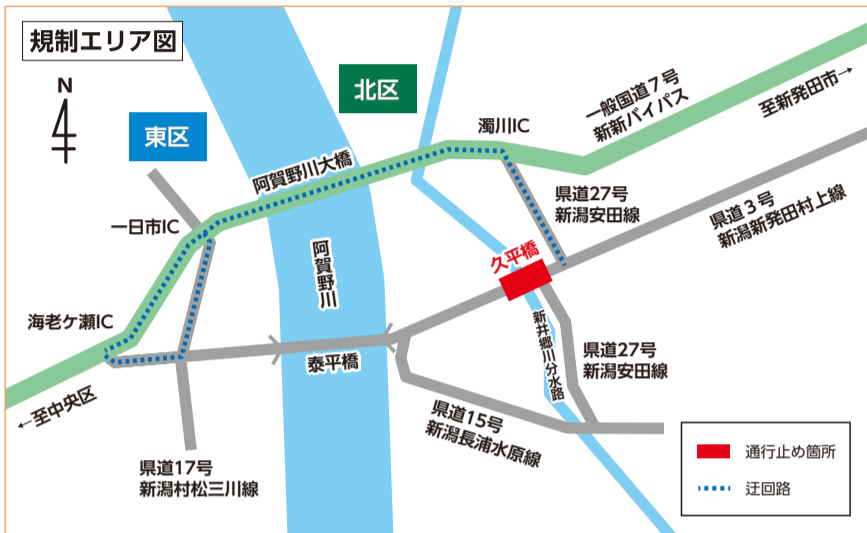 規制エリア図
N
北区
東区
一般国道7号
新新バイパス
至新発田市→
濁川IC
阿賀野川大橋
県道27号
新潟安田線
県道3号
新潟新発田村上線
一日市IC
久平橋
阿賀野川
海老ケ瀬IC
新井郷川分水路
泰平橋
県道27号
新潟安田線
←至中央区
県道15号
新潟長浦水原線
県道17号
新潟村松三川線
通行止め箇所
迂回路